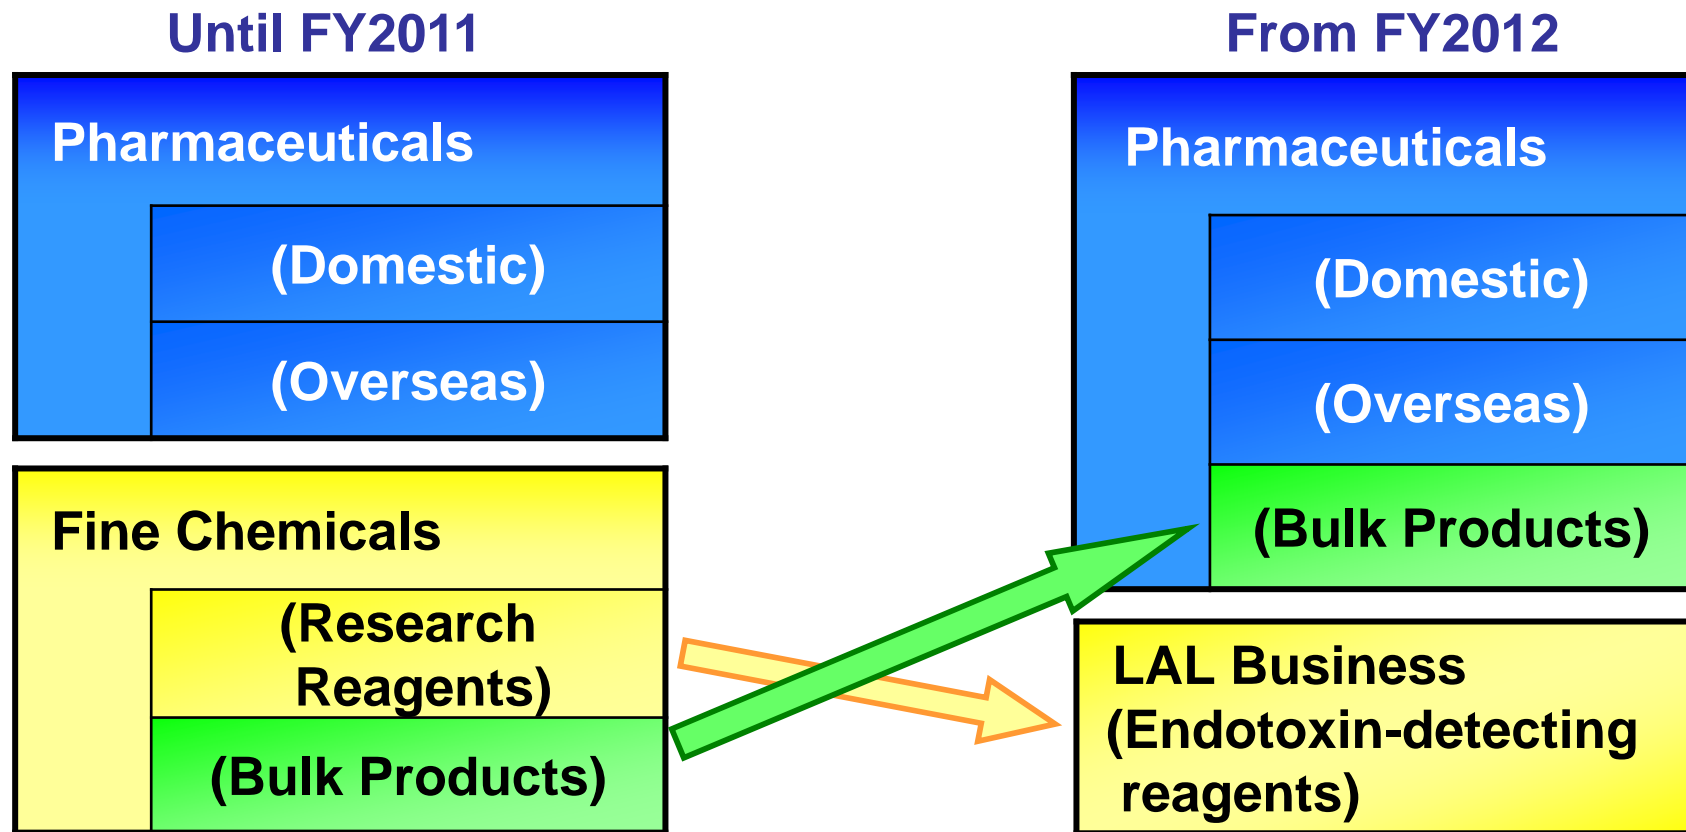 Until FY2011
Pharmaceuticals
(Domestic)
(Overseas)
Fine Chemicals
(Research
Reagents)
(Bulk Products)
From FY2012
Pharmaceuticals
(Domestic)
(Overseas)
(Bulk Products)
LAL Business
(Endotoxin-detecting
reagents)